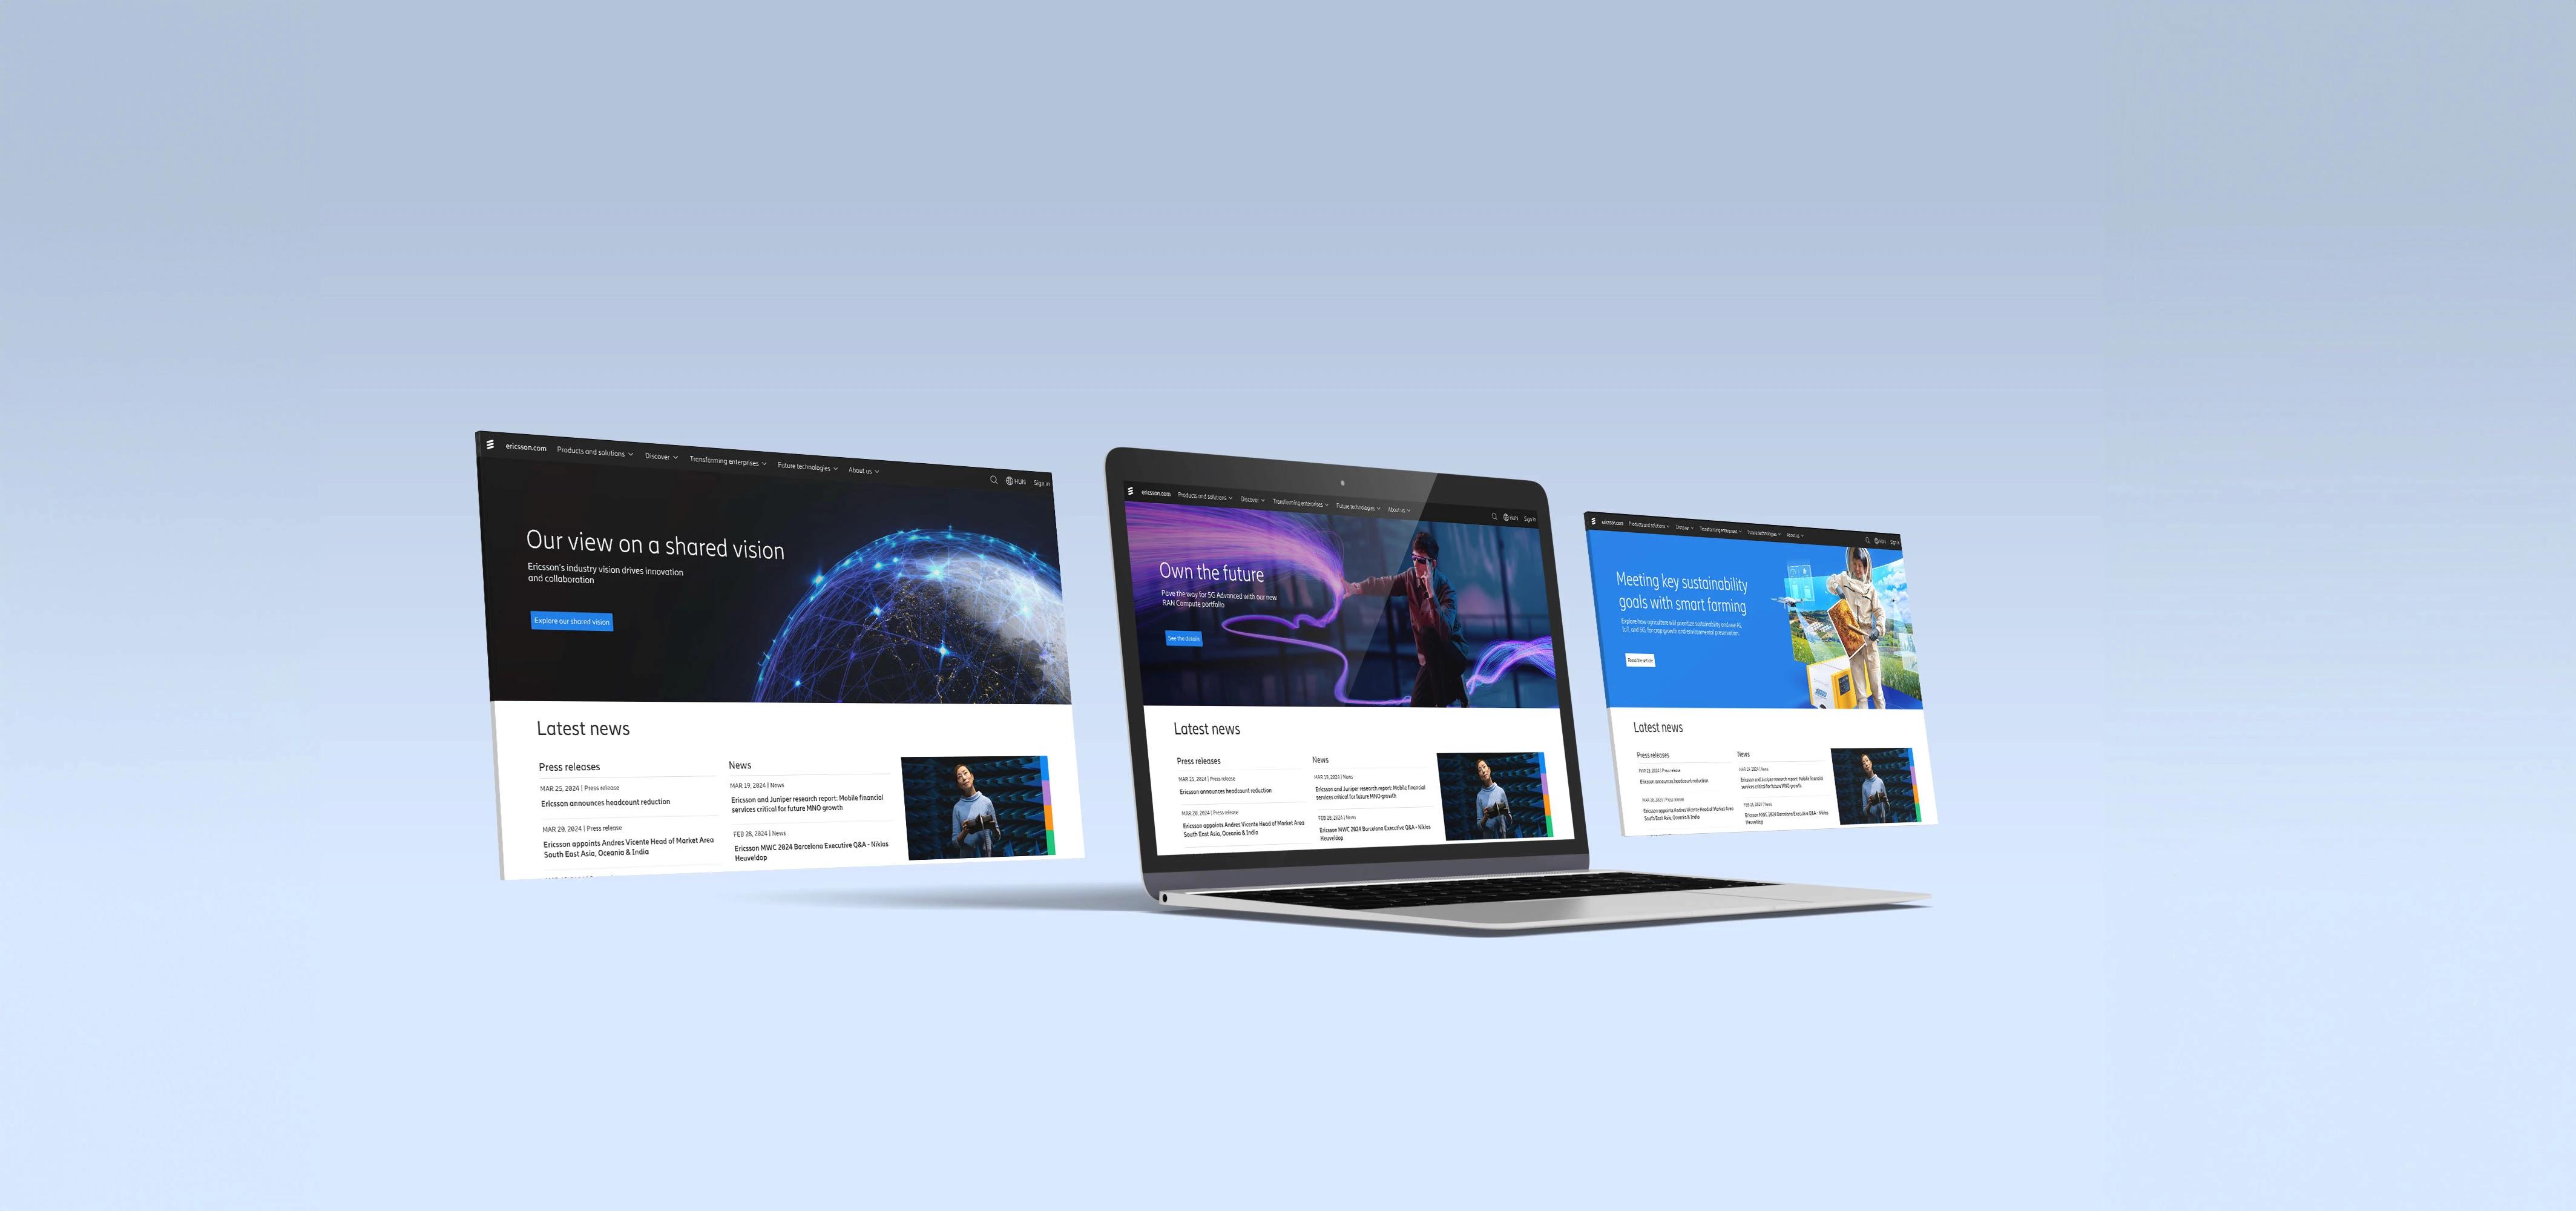 ericsson.com Products and solutions Discover Transforming enterprises Future technologies About us
HUN Sign in
Our view on a shared vision
Ericsson's industry vision drives innovation
and collaboration
Explore our shared vision
Latest news
Press releases
MAR 25, 2024 | Press release
Ericsson announces headcount reduction
MAR 20, 2024 | Press release
Ericsson appoints Andres Vicente Head of Market Area
South East Asia, Oceania & India
News
MAR 19, 2024 | News
Ericsson and Juniper research report: Mobile financial
services critical for future MNO growth
FEB 28, 2024 | News
Ericsson MWC 2024 Barcelona Executive Q&A - Niklas
Heuveldop
ericsson.com Products and solutions Discover Transforming enterprises Future technologies About us
HUN Sign in
Own the future
Pave the way for 5G Advanced with our new
RAN Compute portfolio
See the details
Latest news
Press releases
MAR 25, 2024 | Press release
Ericsson announces headcount reduction
MAR 20, 2024 | Press release
Ericsson appoints Andres Vicente Head of Market Area
South East Asia, Oceania & India
News
MAR 19, 2024 | News
Ericsson and Juniper research report: Mobile financial
services critical for future MNO growth
FEB 28, 2024 | News
Ericsson MWC 2024 Barcelona Executive Q&A - Niklas
Heuveldop
ericsson.com Products and solutions Discover Transforming enterprises Future technologies About us
HUN Sign in
Meeting key sustainability
goals with smart farming
Explore how agriculture will prioritize sustainability and use AI,
IoT, and 5G, for crop growth and environmental preservation.
Read the article
Latest news
Press releases
MAR 25, 2024 | Press release
Ericsson announces headcount reduction
MAR 20, 2024 | Press release
Ericsson appoints Andres Vicente Head of Market Area
South East Asia, Oceania & India
News
MAR 19, 2024 | News
Ericsson and Juniper research report: Mobile financial
services critical for future MNO growth
FEB 28, 2024 | News
Ericsson MWC 2024 Barcelona Executive Q&A - Niklas
Heuveldop